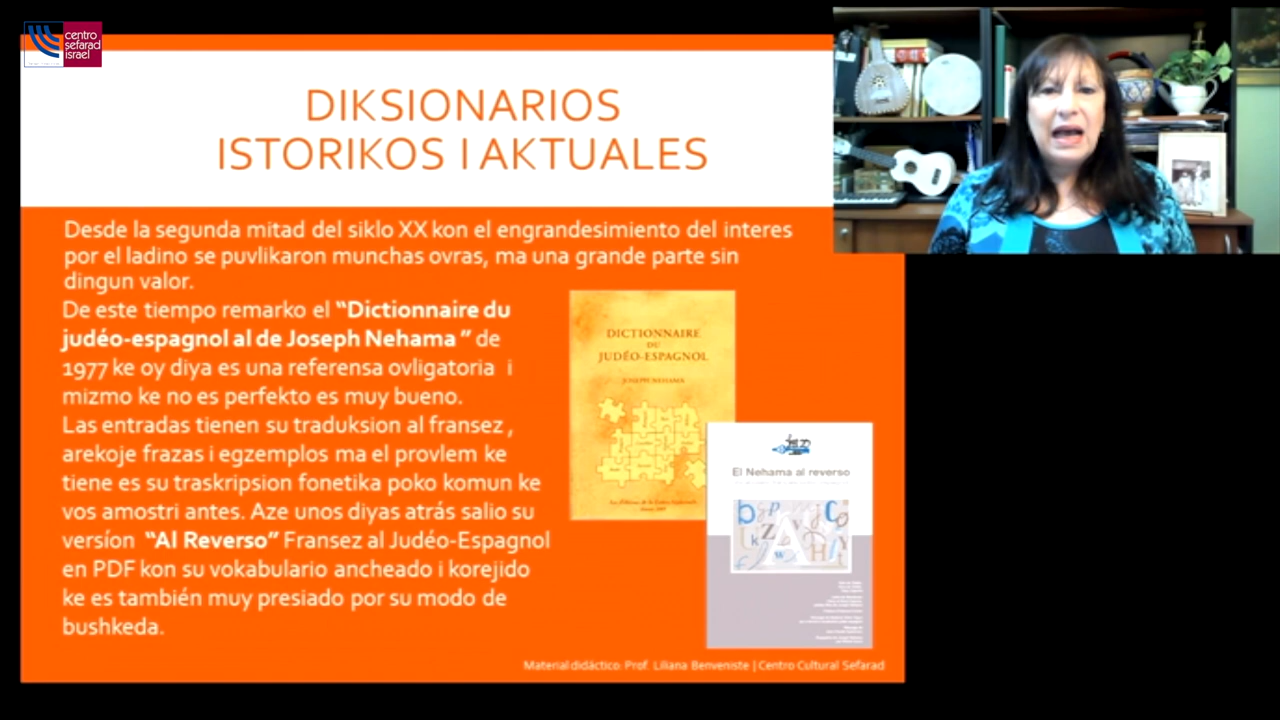 centro
sefarad
israel
DIKSIONARIOS
ISTORIKOS I AKTUALES
Desde la segunda mitad del siklo XX kon el engrandesimiento del interes
por el ladino se puvlikaron munchas ovras, ma una grande parte sin
dingun valor.
De este tiempo remarko el “Dictionnaire du
judéo-espagnol al de Joseph Nehama ” de
1977 ke oy diya es una referensa ovligatoria i
mizmo ke no es perfekto es muy bueno.
Las entradas tienen su traduksion al fransez ,
arekoje frazas i egzemplos ma el provlem ke
tiene es su traskripsion fonetika poko komun ke
vos amostri antes. Aze unos diyas atrás salio su
versíon “Al Reverso” Fransez al Judéo-Espagnol
en PDF kon su vokabulario ancheado i korejido
ke es también muy presiado por su modo de
bushkeda.
DICTIONNAIRE
DU
JUDÉO-ESPAGNOL
JOSEPH NEHAMA
El Nehama al reverso
Material didáctico: Prof. Liliana Benveniste | Centro Cultural Sefarad